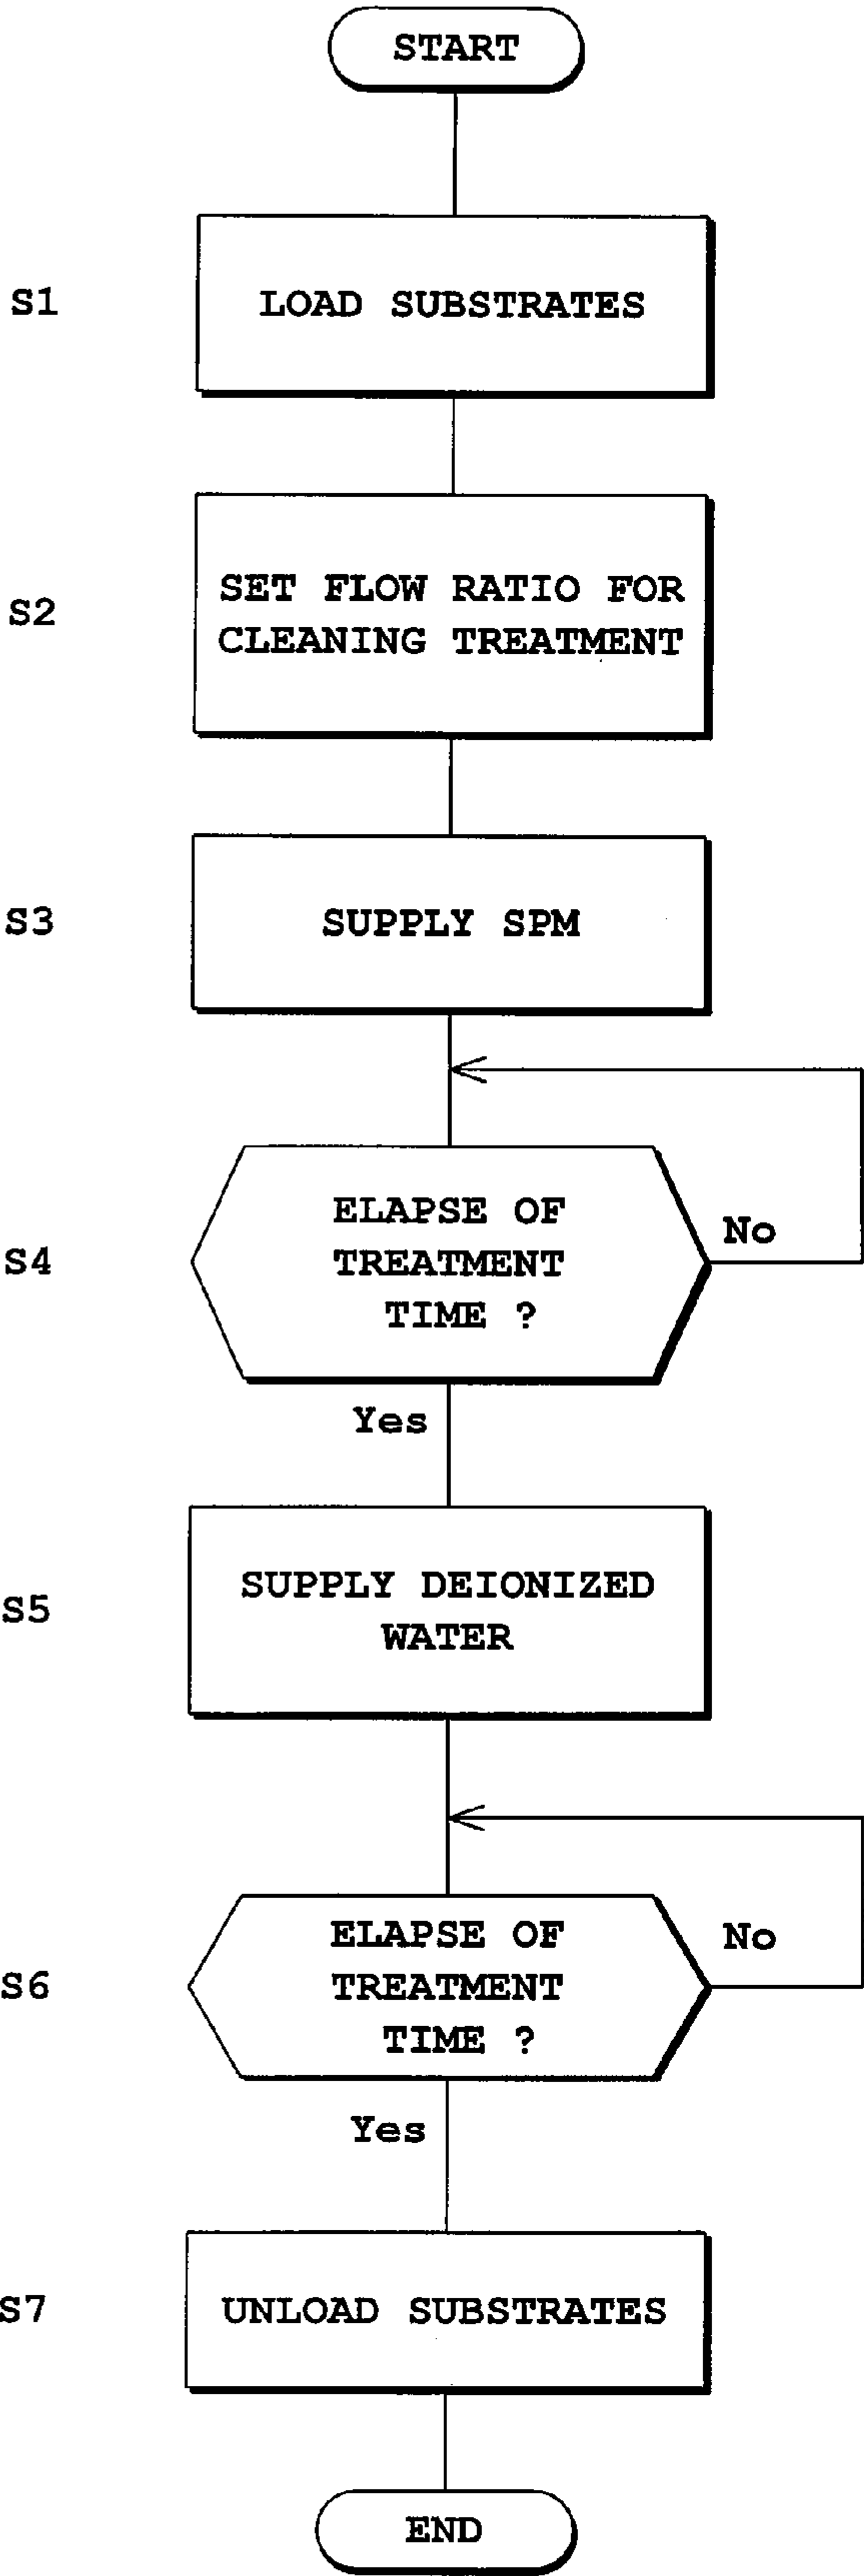 START
S1
LOAD SUBSTRATES
S2
SET FLOW RATIO FOR
CLEANING TREATMENT
S3
SUPPLY SPM
S4
ELAPSE OF
TREATMENT
TIME ?
No
Yes
S5
SUPPLY DEIONIZED
WATER
S6
ELAPSE OF
TREATMENT
TIME ?
No
Yes
S7
UNLOAD SUBSTRATES
END